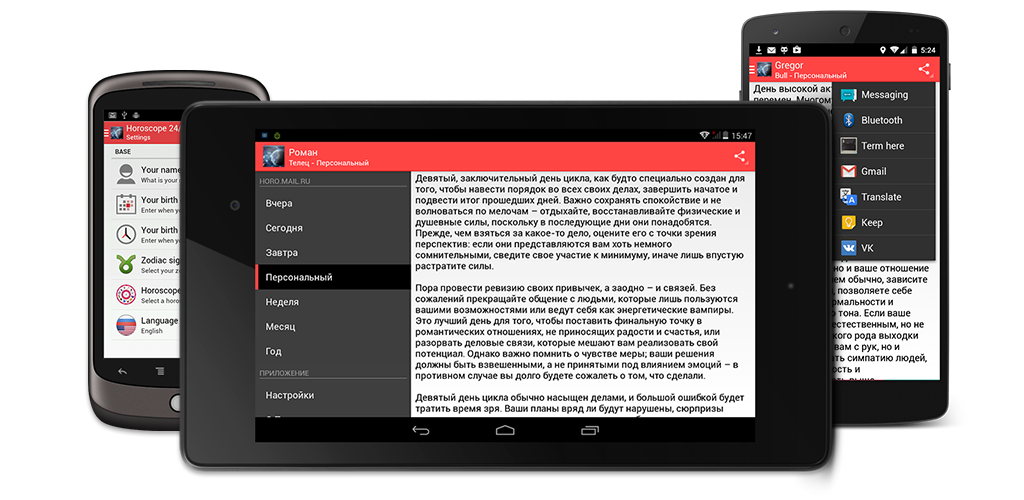 Horoscope 24/
Settings
BASE
Your name
What is your
Your birth
Enter when yo
Your birth
Enter when yo
Zodiac sig
Select your zo
Horoscope
Select a horo
Language
English
15:47
Роман
Телец - Персональный
HORO.MAIL.RU
Вчера
Сегодня
Завтра
Персональный
Неделя
Месяц
Год
ПРИЛОЖЕНИЕ
Настройки
Девятый, заключительный день цикла, как будто специально создан для
того, чтобы навести порядок во всех своих делах, завершить начатое и
подвести итог прошедших дней. Важно сохранять спокойствие и не
волноваться по мелочам – отдыхайте, восстанавливайте физические и
душевные силы, поскольку в последующие дни они понадобятся.
Прежде, чем взяться за какое-то дело, оцените его с точки зрения
перспектив: если они представляются вам хоть немного
сомнительными, сведите свое участие к минимуму, иначе лишь впустую
растратите силы.
Пора провести ревизию своих привычек, а заодно – и связей. Без
сожалений прекращайте общение с людьми, которые лишь пользуются
вашими возможностями или ведут себя как энергетические вампиры.
Это лучший день для того, чтобы поставить финальную точку в
романтических отношениях, не приносящих радости и счастья, или
разорвать деловые связи, которые мешают вам реализовать свой
потенциал. Однако важно помнить о чувстве меры; ваши решения
должны быть взвешенными, а не принятыми под влиянием эмоций – в
противном случае вы долго будете сожалеть о том, что сделали.
Девятый день цикла обычно насыщен делами, и большой ошибкой будет
тратить время зря. Ваши планы вряд ли будут нарушены, сюрпризы
5:24
Gregor
Bull - Персональный
День высокой ак
перемен. Многом
Messaging
Bluetooth
Term here
Gmail
Translate
Keep
VK
но и ваше отношение
ем обычно, зависите
, позволяете себе
рмальности и
о тона. Если ваше
естественным, но не
кого рода выходки
вам с рук, но и
ать симпатию людей,
ость и